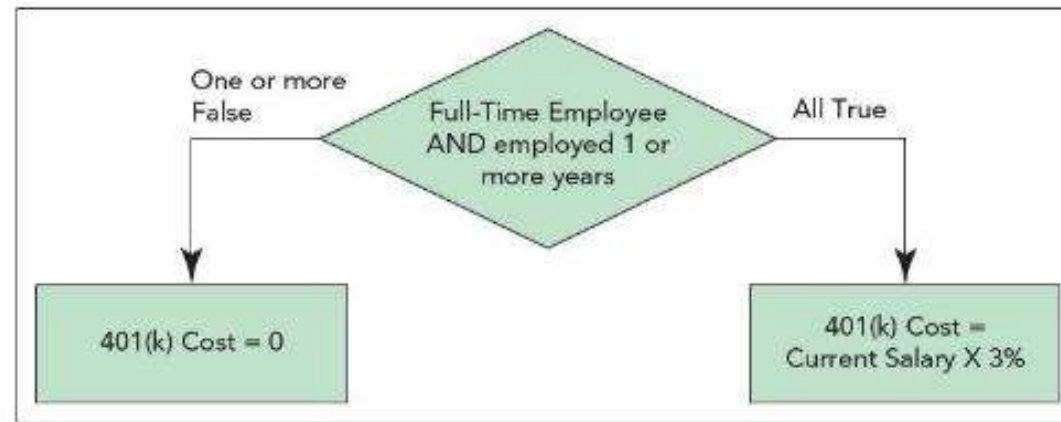 One or more
False
Full-Time Employee
AND employed 1 or
more years
All True
401(k) Cost = 0
401(k) Cost =
Current Salary X 3%